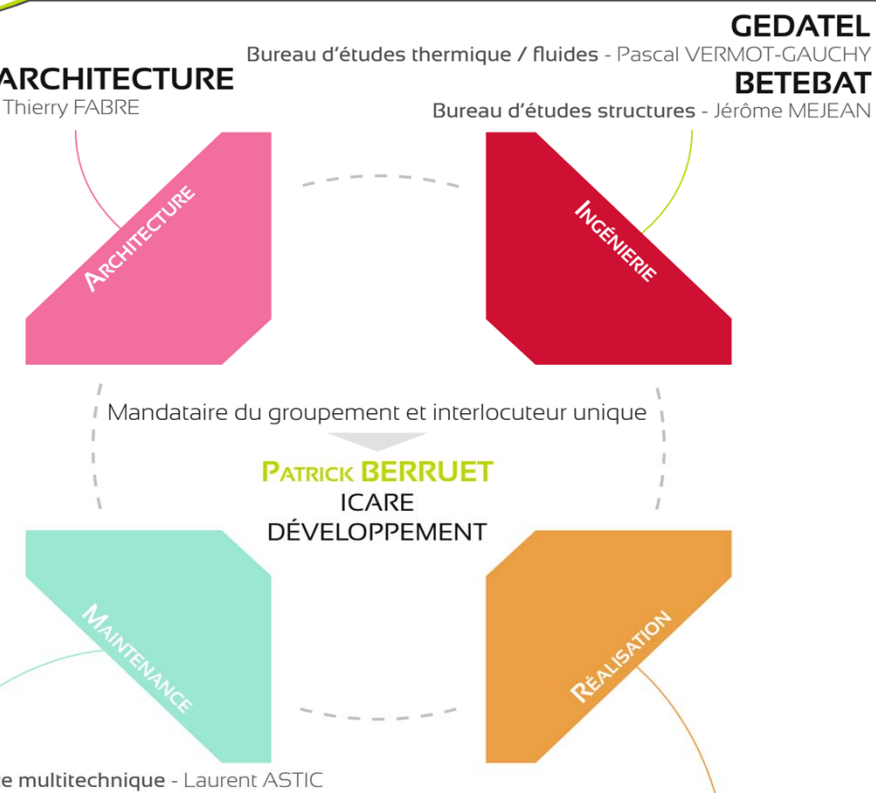 GEDATEL
Bureau d'études thermique / fluides - Pascal VERMOT-GAUCHY
ARCHITECTURE
Thierry FABRE
BETEBAT
Bureau d'études structures - Jérôme MEJEAN
ARCHITECTURE
INGÉNIERIE
Mandataire du groupement et interlocuteur unique
PATRICK BERRUET
ICARE
DÉVELOPPEMENT
MAINTENANCE
RÉALISATION
multitechnique - Laurent ASTIC